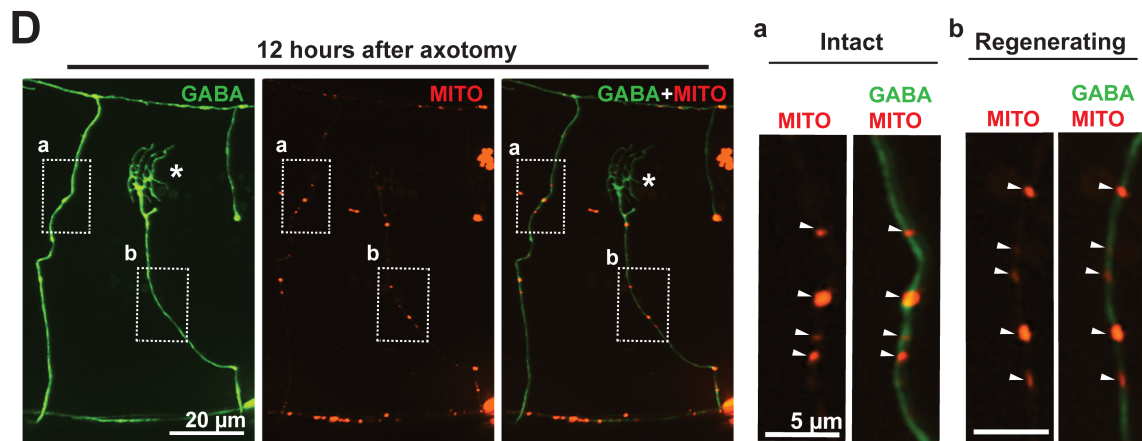 D
12 hours after axotomy
GABA
MITO
GABA+MITO
a
b
*
20 µm
a
b
a
b
*
a
Intact
MITO
GABA
MITO
5 µm
b
Regenerating
MITO
GABA
MITO